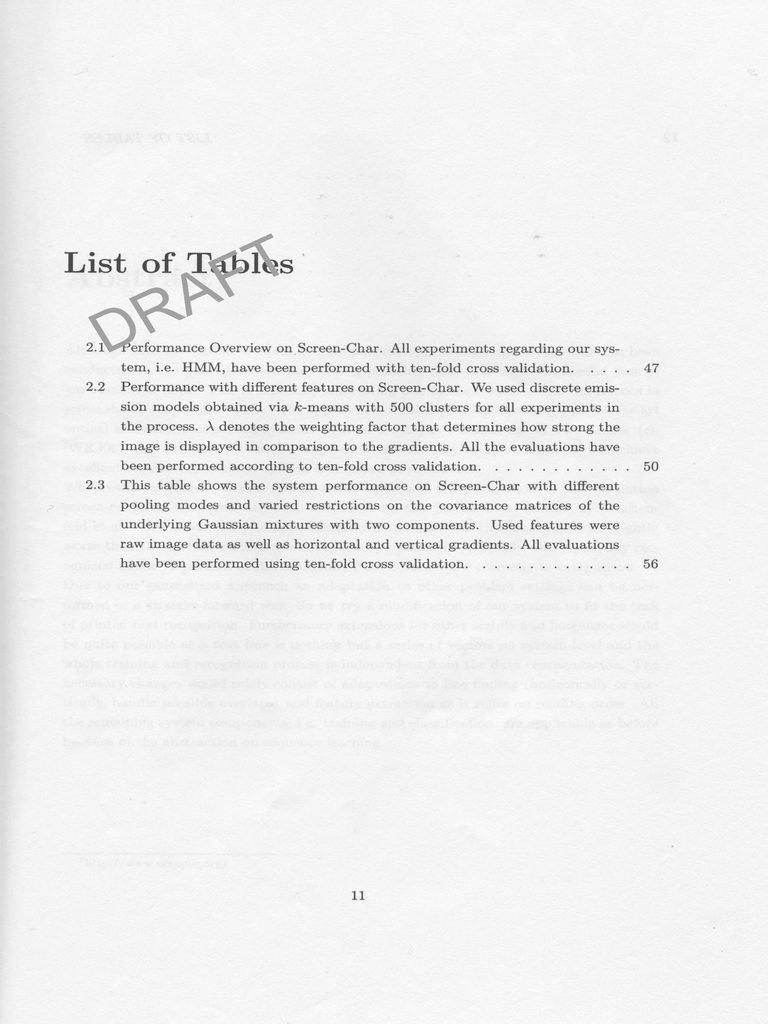 List of Tables
DRAFT
2.1 Performance Overview on Screen-Char. All experiments regarding our sys-
tem, i.e. HMM, have been performed with ten-fold cross validation. . . . . 47
2.2 Performance with different features on Screen-Char. We used discrete emis-
sion models obtained via k-means with 500 clusters for all experiments in
the process. λ denotes the weighting factor that determines how strong the
image is displayed in comparison to the gradients. All the evaluations have
been performed according to ten-fold cross validation. . . . . . . . . . . . . 50
2.3 This table shows the system performance on Screen-Char with different
pooling modes and varied restrictions on the covariance matrices of the
underlying Gaussian mixtures with two components. Used features were
raw image data as well as horizontal and vertical gradients. All evaluations
have been performed using ten-fold cross validation. . . . . . . . . . . . . . 56
11